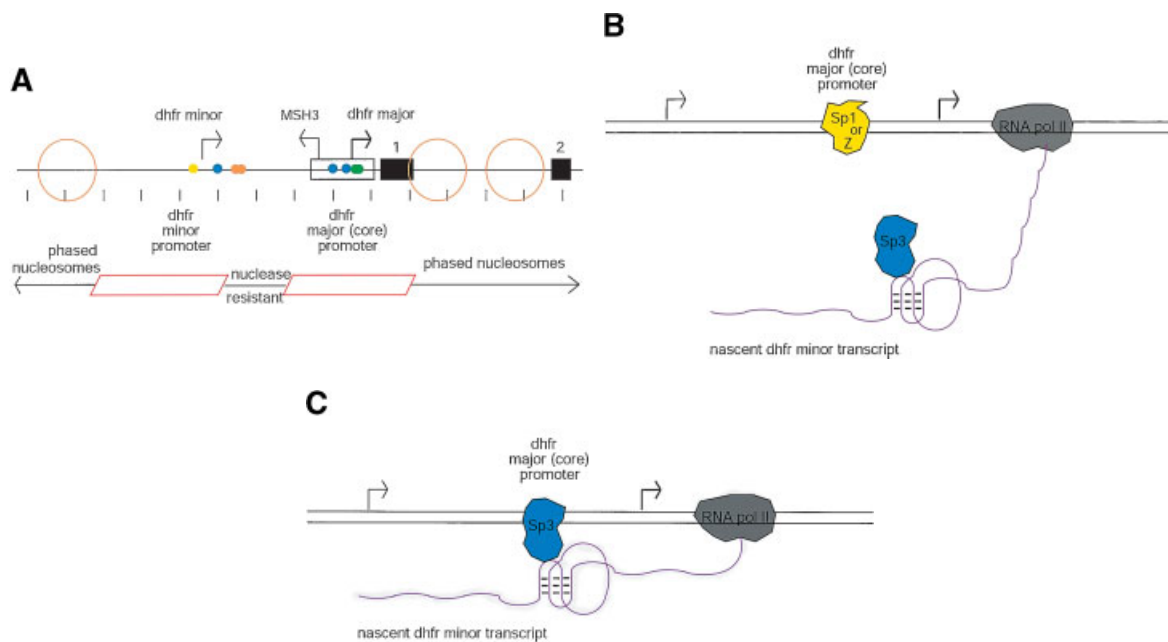 A
dhfr minor
MSH3
dhfr major
1
2
dhfr
minor
promoter
dhfr
major (core)
promoter
phased
nucleosomes
nuclease
resistant
phased nucleosomes
B
dhfr
major (core)
promoter
Sp1
or
Z
RNA pol II
Sp3
nascent dhfr minor transcript
C
dhfr
major (core)
promoter
Sp3
RNA pol II
nascent dhfr minor transcript